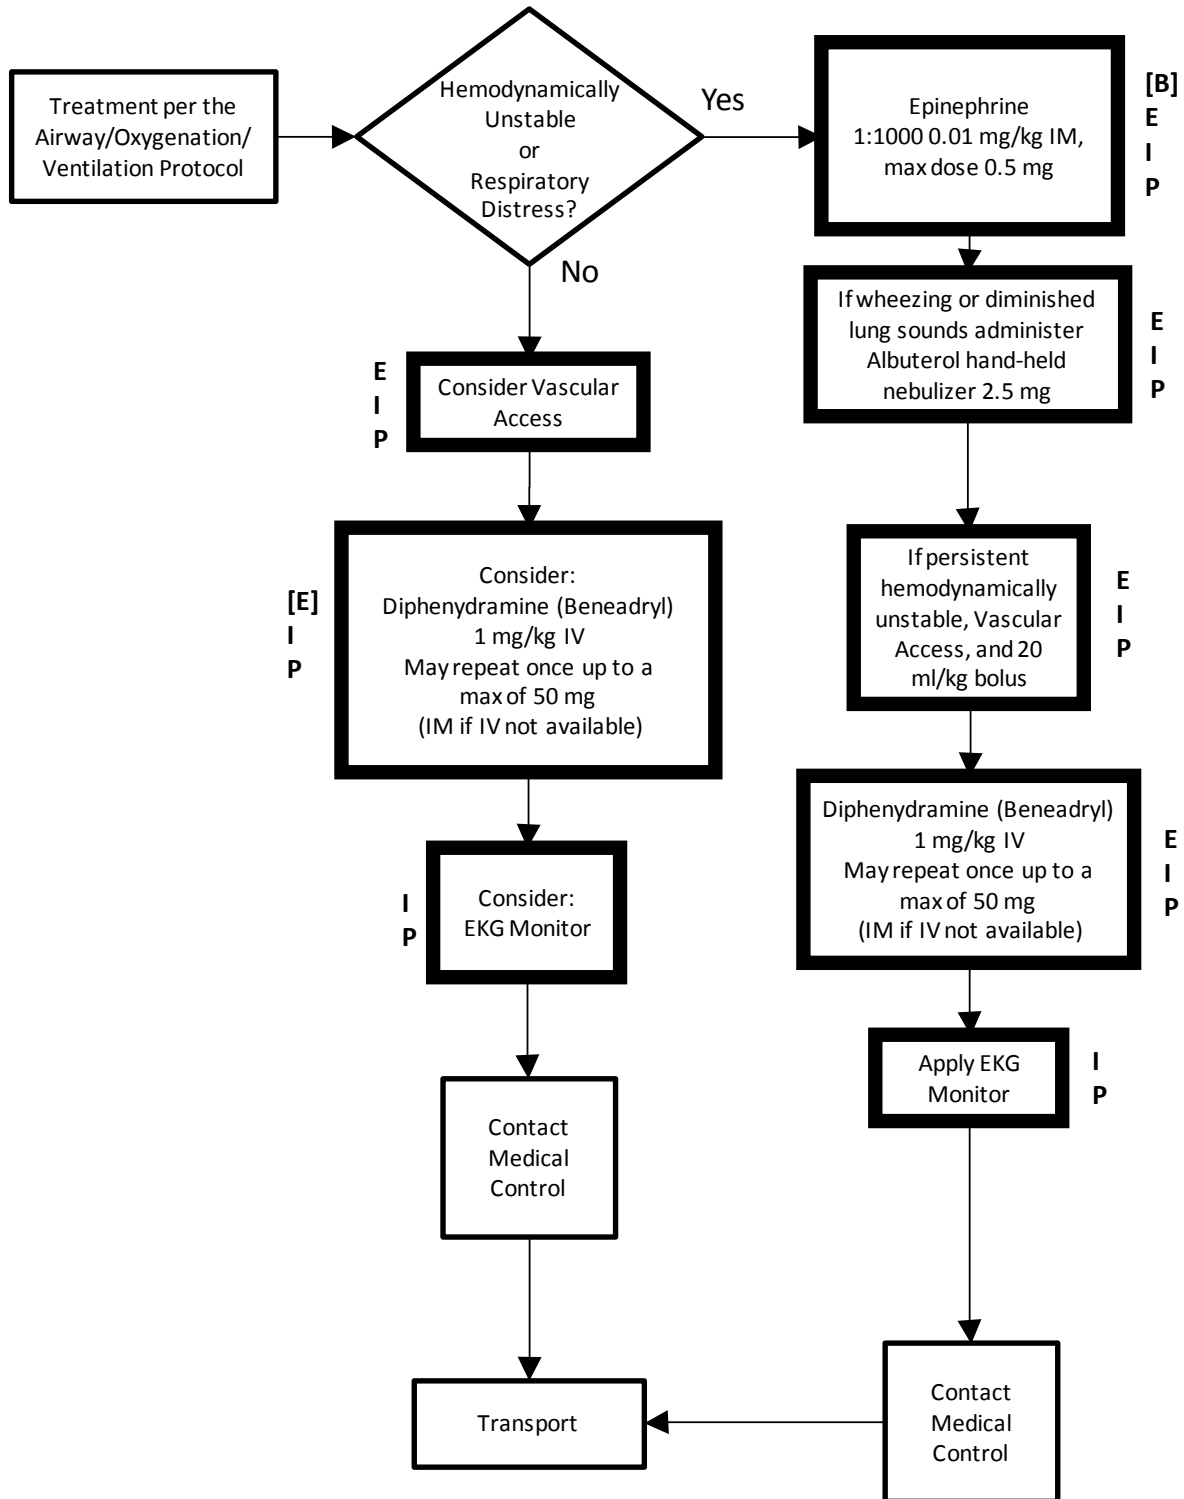 Treatment per the
Airway/Oxygenation/
Ventilation Protocol
Hemodynamically
Unstable
or
Respiratory
Distress?
Yes
No
Epinephrine
1:1000 0.01 mg/kg IM,
max dose 0.5 mg
[B]
E
I
P
If wheezing or diminished
lung sounds administer
Albuterol hand-held
nebulizer 2.5 mg
E
I
P
E
I
P
Consider Vascular
Access
[E]
I
P
Consider:
Diphenydramine (Beneadryl)
1 mg/kg IV
May repeat once up to a
max of 50 mg
(IM if IV not available)
If persistent
hemodynamically
unstable, Vascular
Access, and 20
ml/kg bolus
E
I
P
Diphenydramine (Beneadryl)
1 mg/kg IV
May repeat once up to a
max of 50 mg
(IM if IV not available)
E
I
P
I
P
Consider:
EKG Monitor
Apply EKG
Monitor
I
P
Contact
Medical
Control
Transport
Contact
Medical
Control